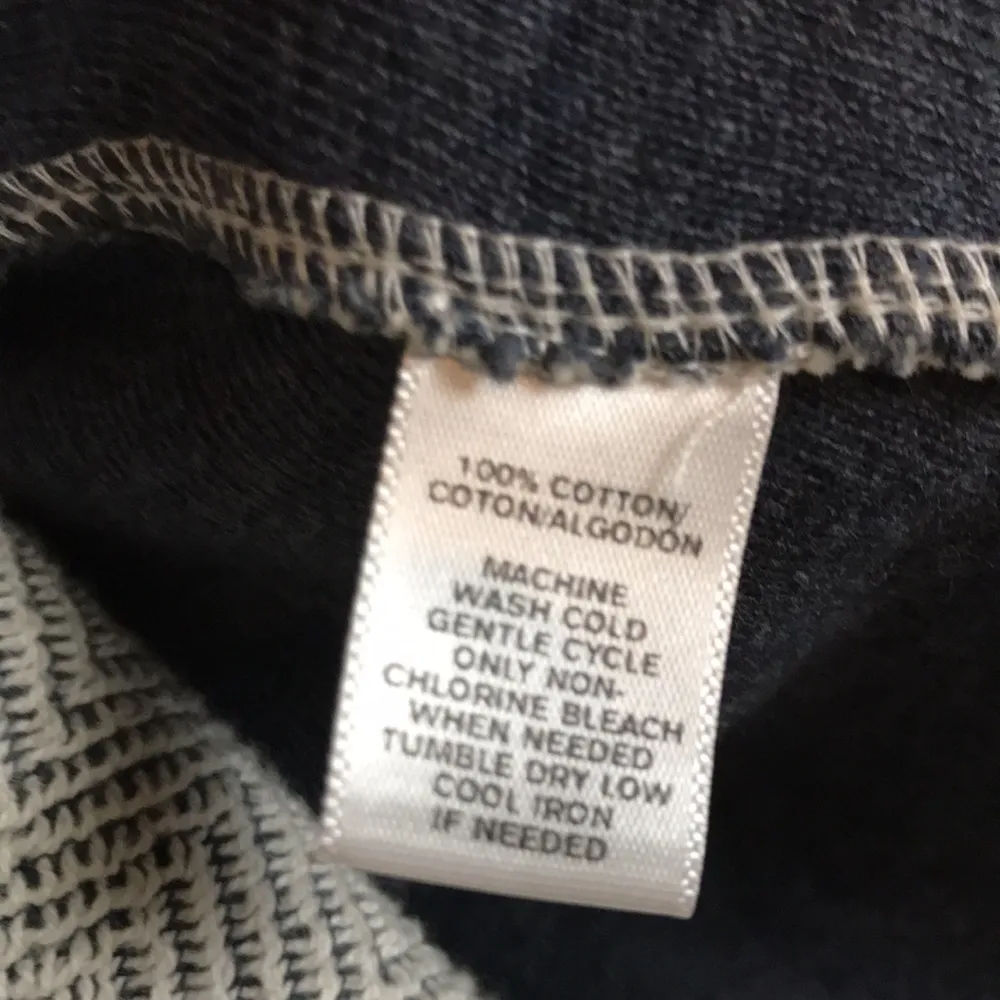 100% COTTON/
COTON/ALGODÓN
MACHINE
WASH COLD
GENTLE CYCLE
ONLY NON-
CHLORINE BLEACH
WHEN NEEDED
TUMBLE DRY LOW
COOL IRON
IF NEEDED